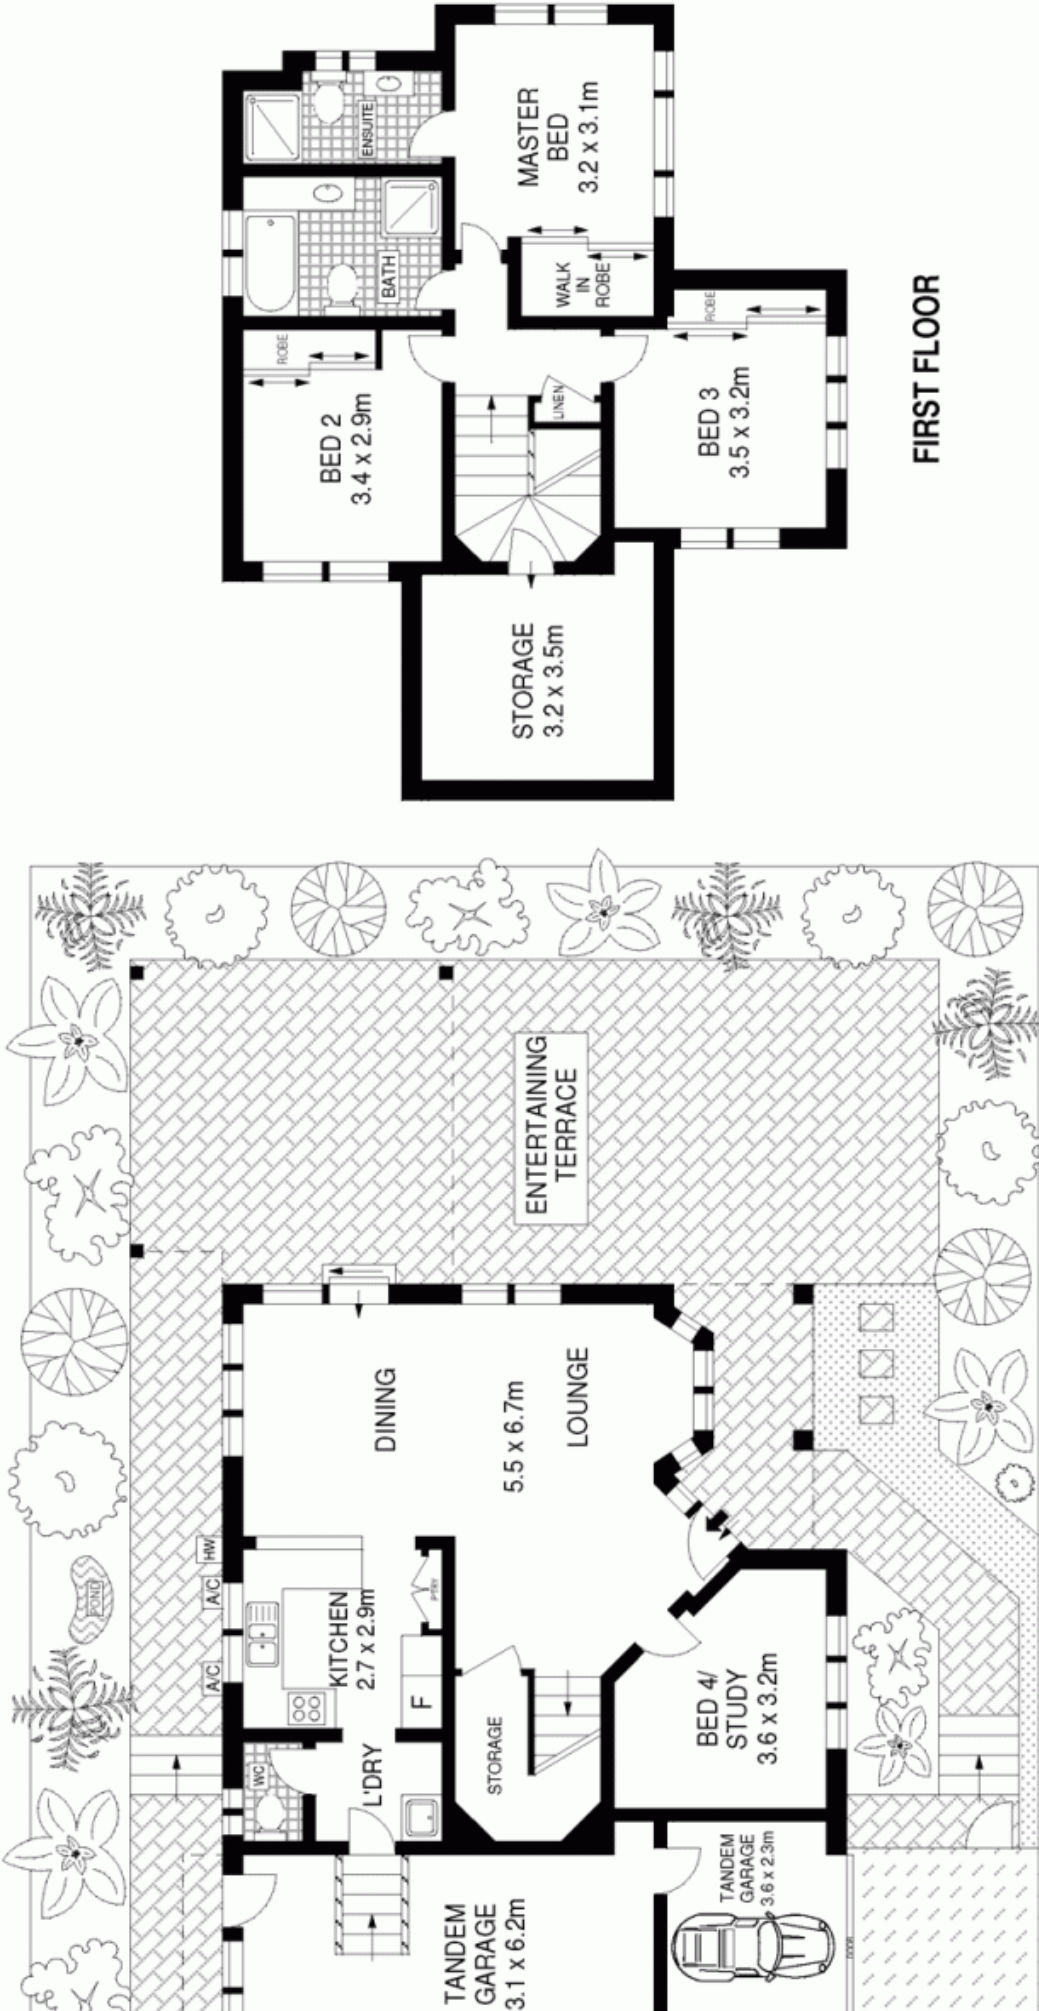 ENSUITE
MASTER
BED
3.2 x 3.1m
BATH
WALK
IN
ROBE
ROBE
ROBE
BED 2
3.4 x 2.9m
LINEN
BED 3
3.5 x 3.2m
STORAGE
3.2 x 3.5m
FIRST FLOOR
ENTERTAINING
TERRACE
DINING
LOUNGE
5.5 x 6.7m
HW
A/C
A/C
POND
KITCHEN
2.7 x 2.9m
PTRY
F
WC
L'DRY
STORAGE
BED 4/
STUDY
3.6 x 3.2m
TANDEM
GARAGE
3.1 x 6.2m
TANDEM
GARAGE
3.6 x 2.3m
DOOR